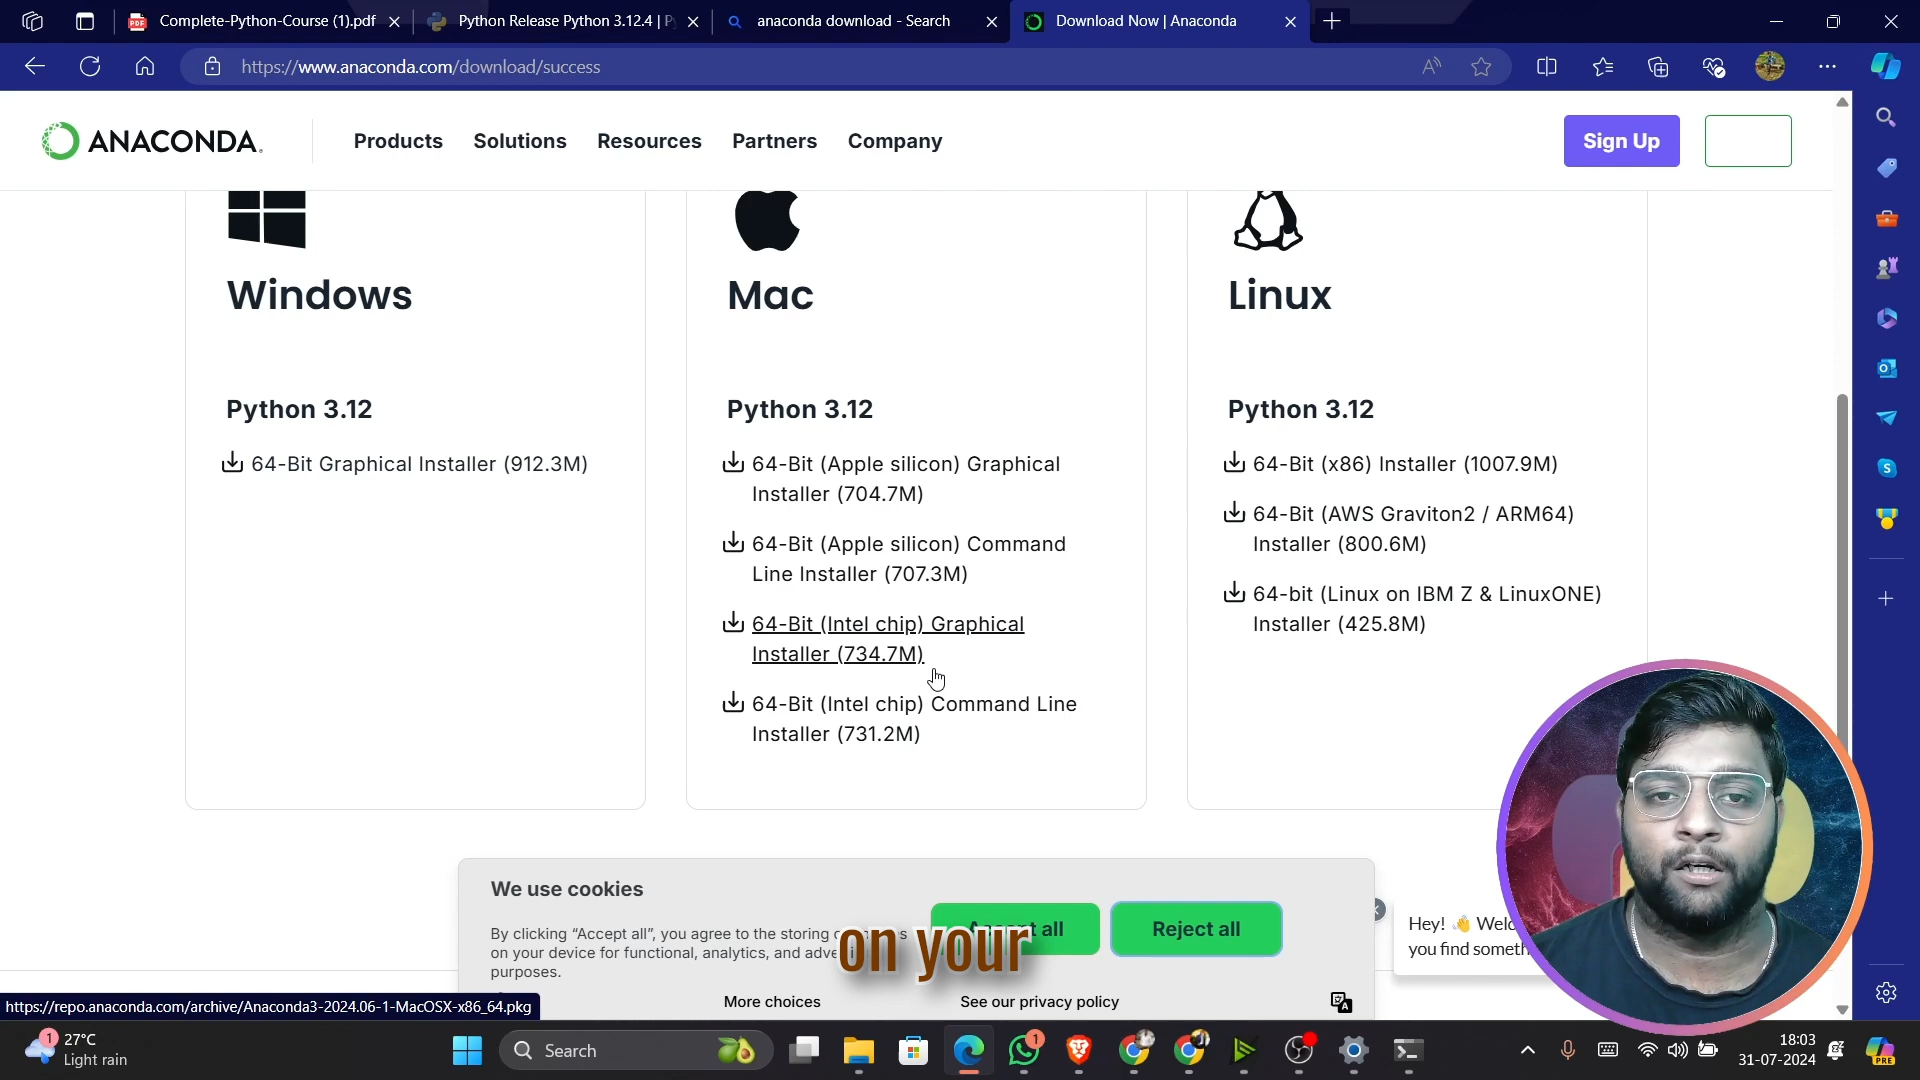 Complete-Python-Course (1).pdf
Python Release Python 3.12.4 | P
anaconda download - Search
Download Now | Anaconda
https://www.anaconda.com/download/success
ANACONDA.
Products
Solutions
Resources
Partners
Company
Sign Up
Windows
Python 3.12
64-Bit Graphical Installer (912.3M)
Mac
Python 3.12
64-Bit (Apple silicon) Graphical
Installer (704.7M)
64-Bit (Apple silicon) Command
Line Installer (707.3M)
64-Bit (Intel chip) Graphical
Installer (734.7M)
64-Bit (Intel chip) Command Line
Installer (731.2M)
Linux
Python 3.12
64-Bit (x86) Installer (1007.9M)
64-Bit (AWS Graviton2 / ARM64)
Installer (800.6M)
64-bit (Linux on IBM Z & LinuxONE)
Installer (425.8M)
We use cookies
By clicking “Accept all”, you agree to the storing
on your device for functional, analytics, and
purposes.
all
Reject all
on your
More choices
See our privacy policy
Hey! 👋
you find
https://repo.anaconda.com/archive/Anaconda3-2024.06-1-MacOSX-x86_64.pkg
1
27°C
Light rain
Search
1
18:03
31-07-2024
PRE